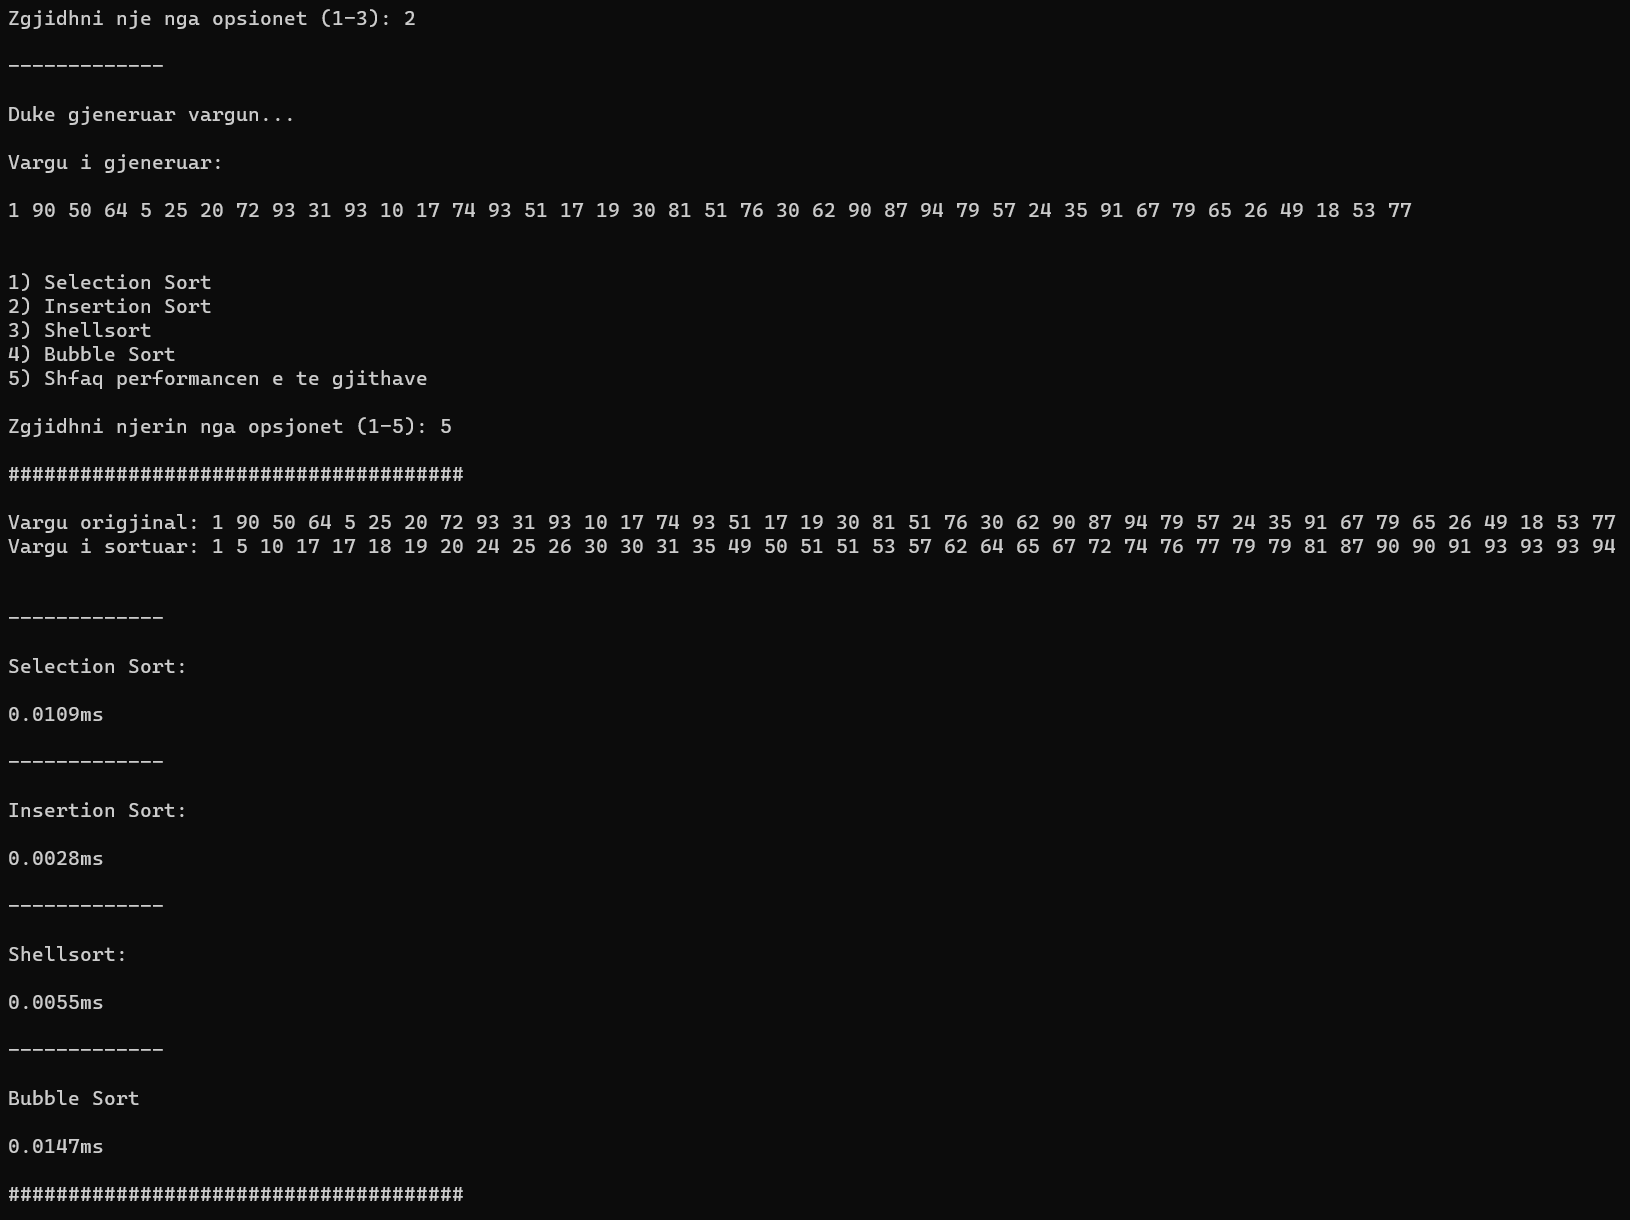 Zgjidhni nje nga opsionet (1-3): 2
-------------
Duke gjeneruar vargun...
Vargu i gjeneruar:
1 90 50 64 5 25 20 72 93 31 93 10 17 74 93 51 17 19 30 81 51 76 30 62 90 87 94 79 57 24 35 91 67 79 65 26 49 18 53 77
1) Selection Sort
2) Insertion Sort
3) Shellsort
4) Bubble Sort
5) Shfaq performancen e te gjithave
Zgjidhni njerin nga opsjonet (1-5): 5
######################################
Vargu origjinal: 1 90 50 64 5 25 20 72 93 31 93 10 17 74 93 51 17 19 30 81 51 76 30 62 90 87 94 79 57 24 35 91 67 79 65 26 49 18 53 77
Vargu i sortuar: 1 5 10 17 17 18 19 20 24 25 26 30 30 31 35 49 50 51 51 53 57 62 64 65 67 72 74 76 77 79 79 81 87 90 90 91 93 93 93 94
-------------
Selection Sort:
0.0109ms
-------------
Insertion Sort:
0.0028ms
-------------
Shellsort:
0.0055ms
-------------
Bubble Sort
0.0147ms
######################################